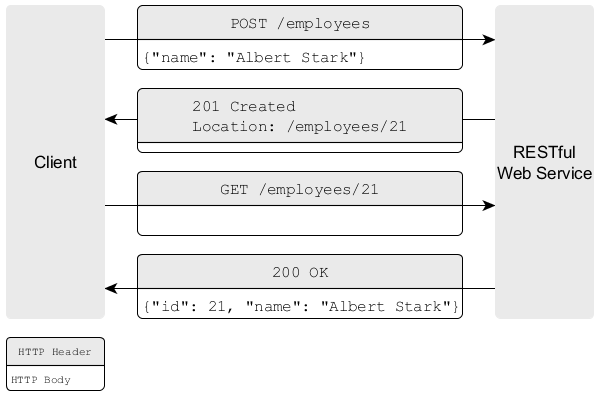 POST /employees
{"name": "Albert Stark"}
201 Created
Location: /employees/21
Client
RESTful
Web Service
GET /employees/21
200 OK
{"id": 21, "name": "Albert Stark"}
HTTP Header
HTTP Body